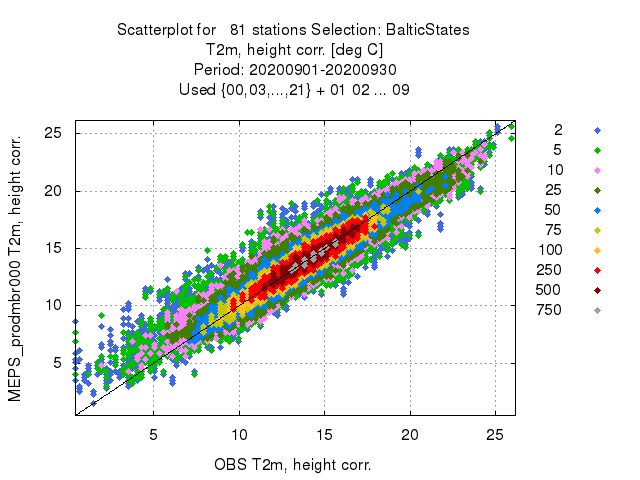 Scatterplot for   81 stations Selection: BalticStates
T2m, height corr. [deg C]
Period: 20200901-20200930
Used {00,03,...,21} + 01 02 ... 09
MEPS_prodmbr000 T2m, height corr.
25
20
15
10
5
5 10 15 20 25
OBS T2m, height corr.
2
5
10
25
50
75
100
250
500
750